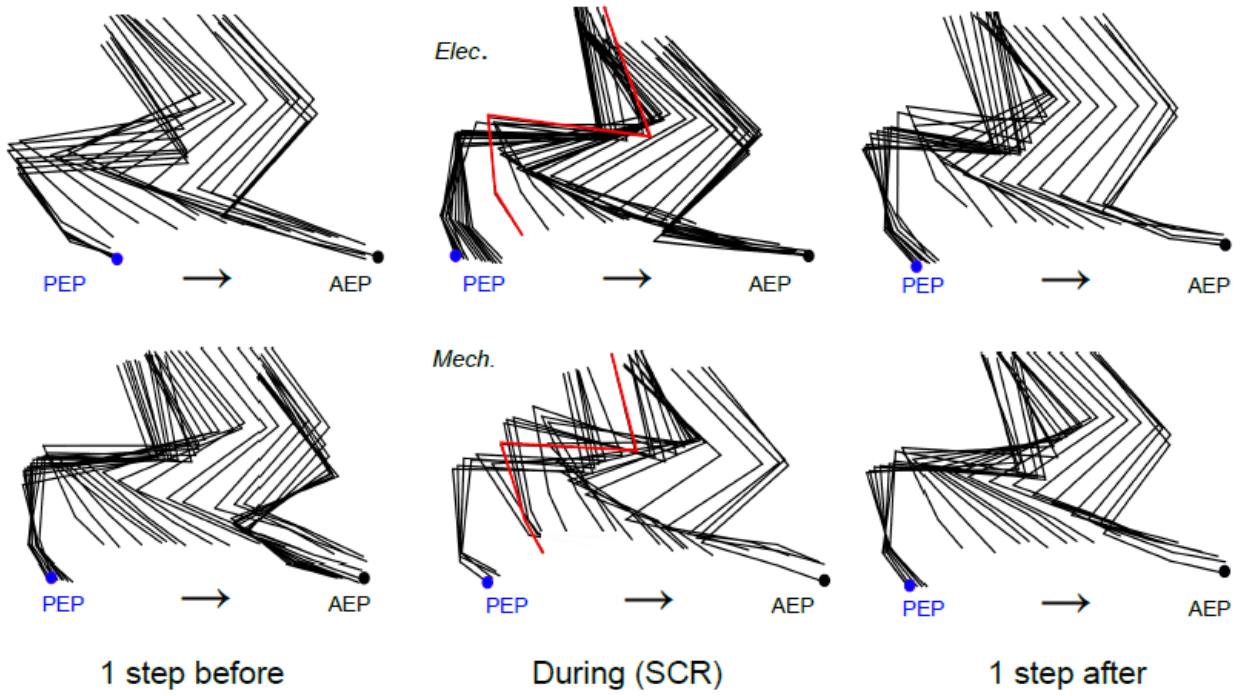 Elec.
PEP → AEP
PEP → AEP
PEP → AEP
Mech.
PEP → AEP
PEP → AEP
PEP → AEP
1 step before
During (SCR)
1 step after